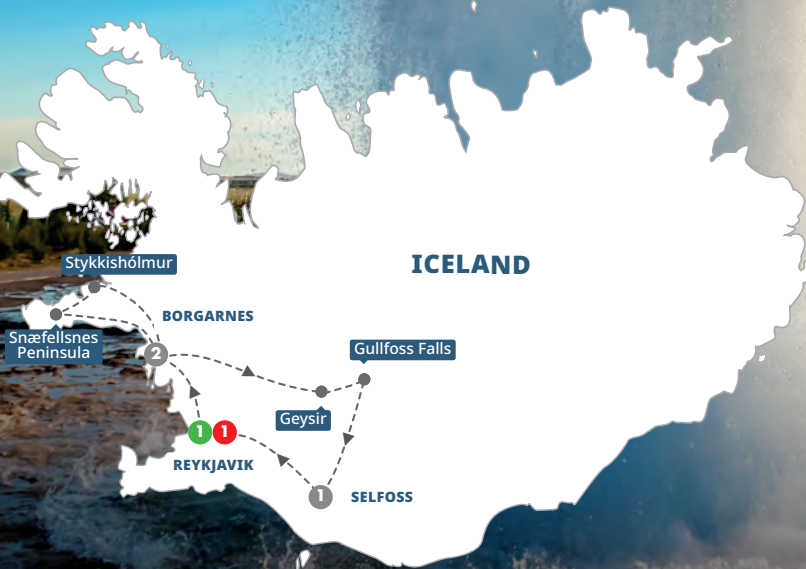 Stykkishólmur
ICELAND
BORGARNES
Snæfellsnes
Peninsula
2
Gullfoss Falls
Geysir
1
1
REYKJAVIK
1
SELFOSS